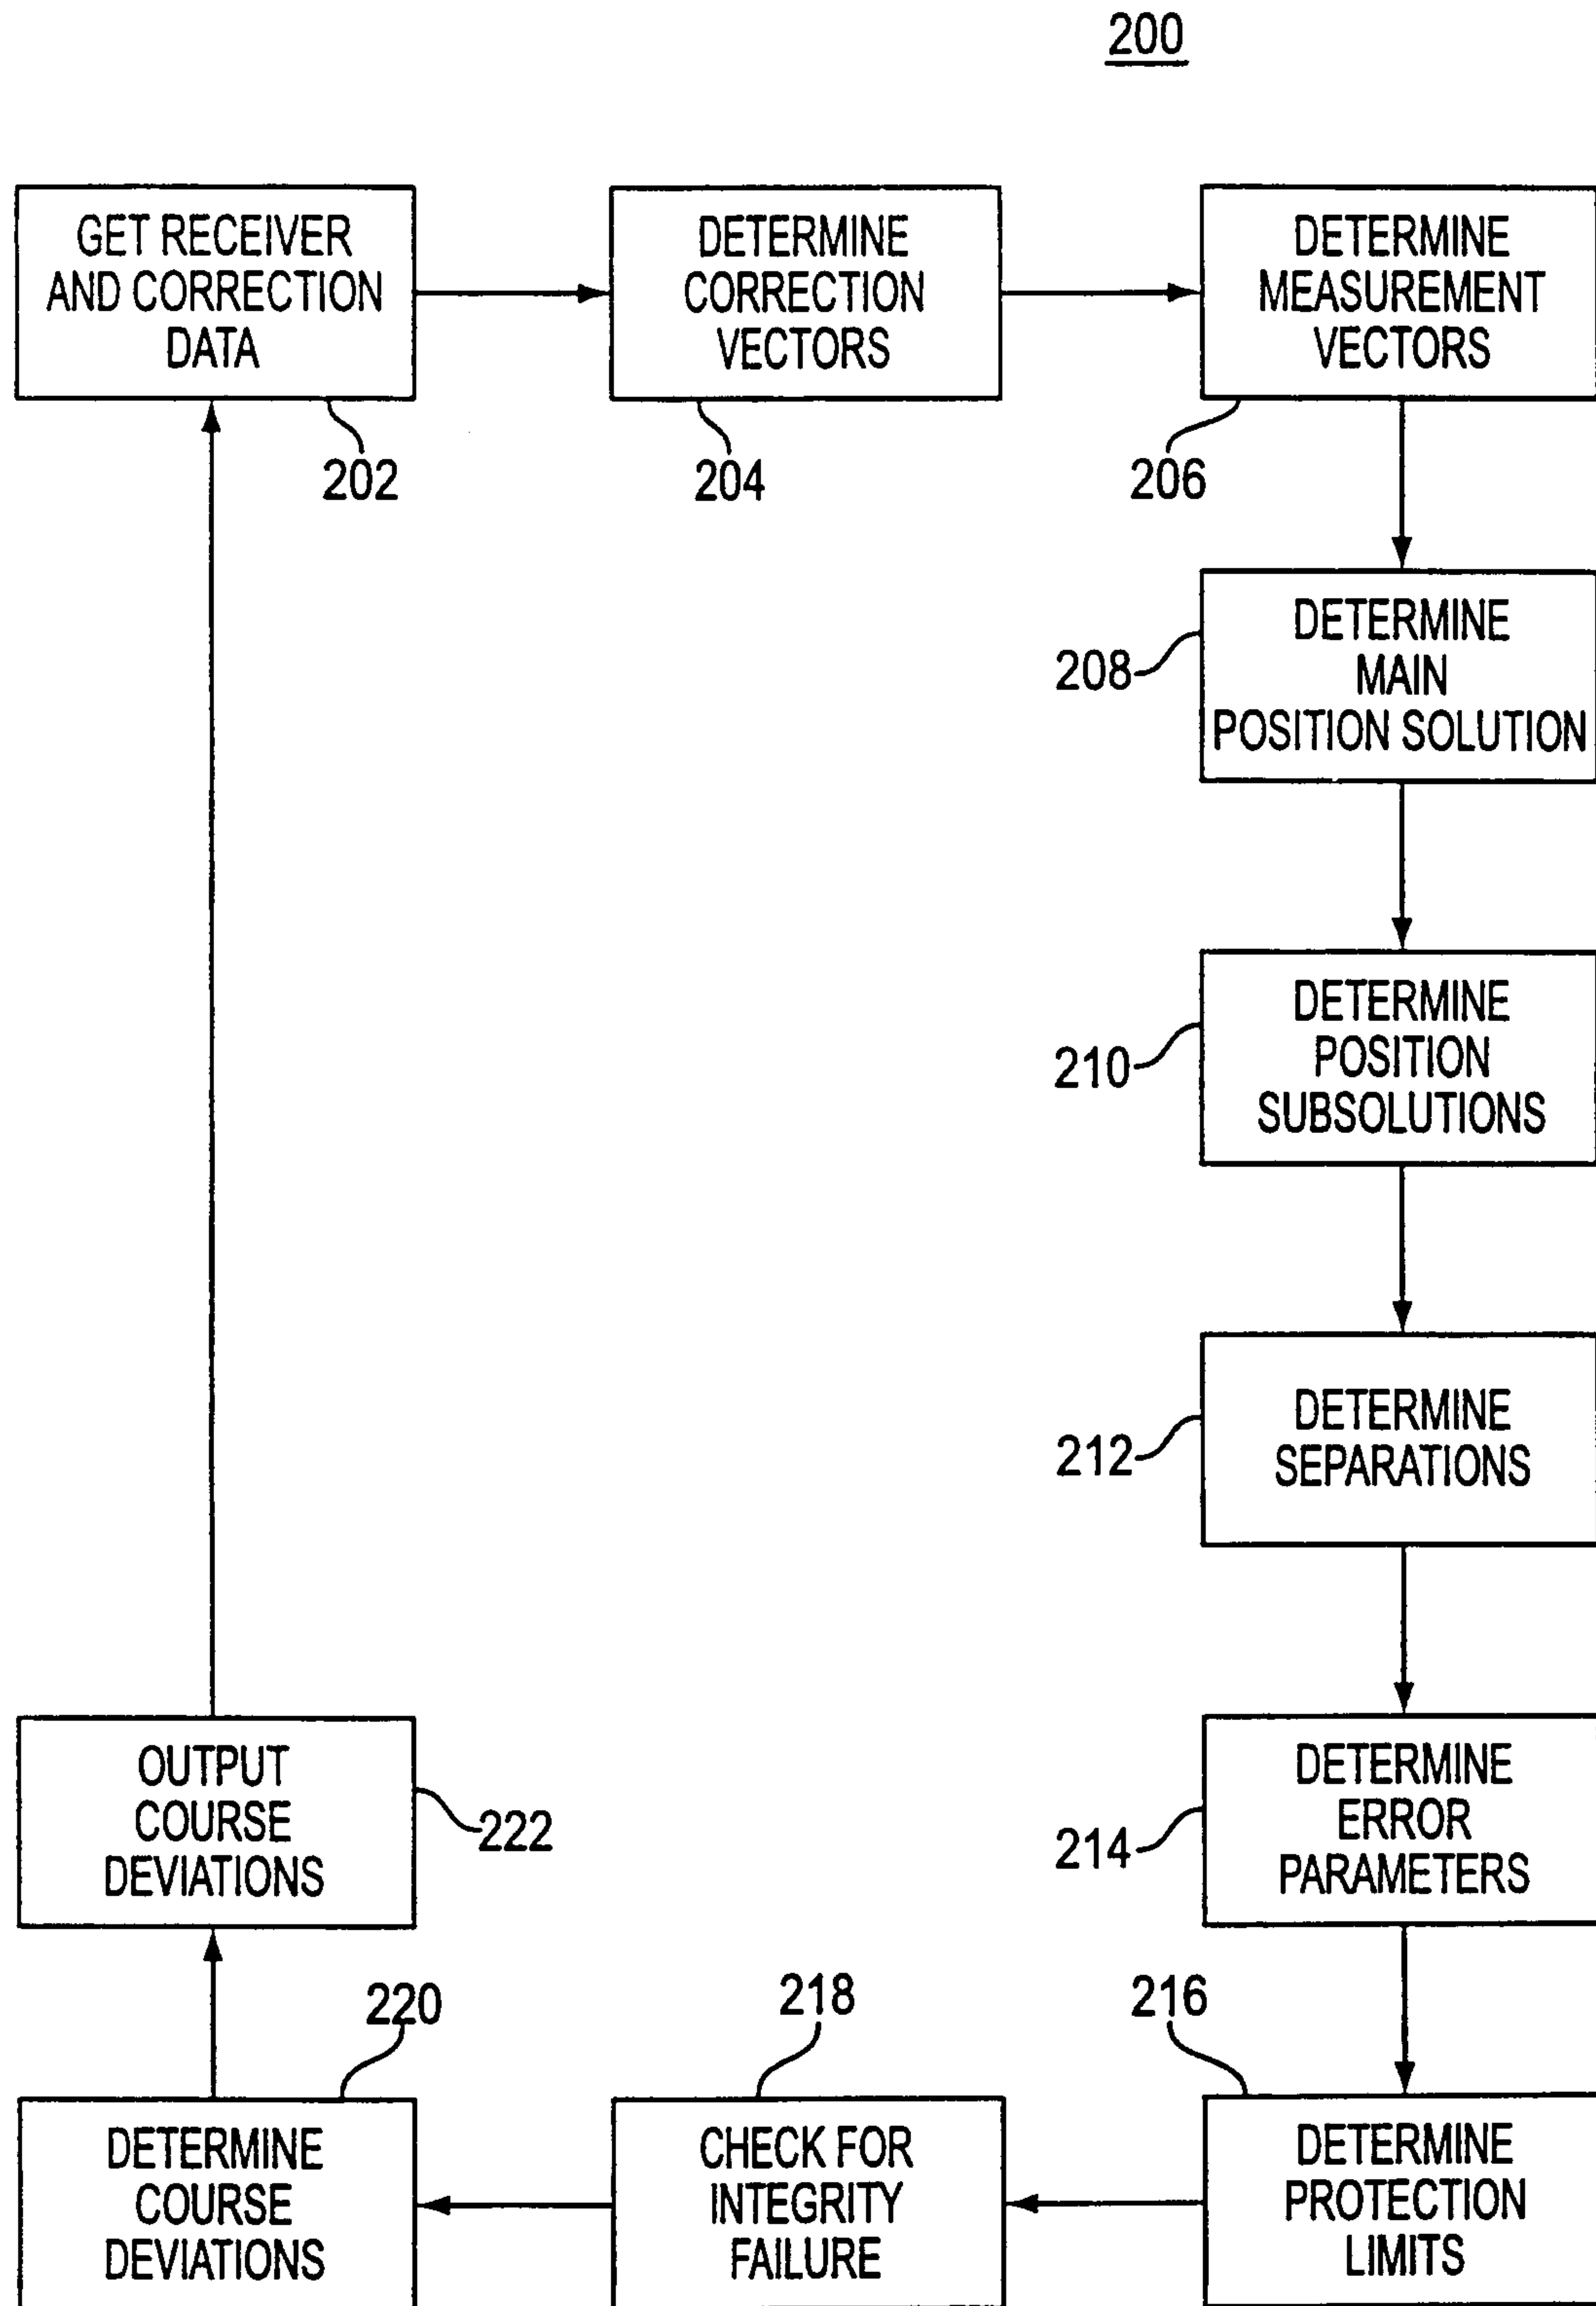 200
GET RECEIVER
AND CORRECTION
DATA
202
DETERMINE
CORRECTION
VECTORS
204
DETERMINE
MEASUREMENT
VECTORS
206
DETERMINE
MAIN
POSITION SOLUTION
208
DETERMINE
POSITION
SUBSOLUTIONS
210
DETERMINE
SEPARATIONS
212
DETERMINE
ERROR
PARAMETERS
214
DETERMINE
PROTECTION
LIMITS
216
CHECK FOR
INTEGRITY
FAILURE
218
DETERMINE
COURSE
DEVIATIONS
220
OUTPUT
COURSE
DEVIATIONS
222